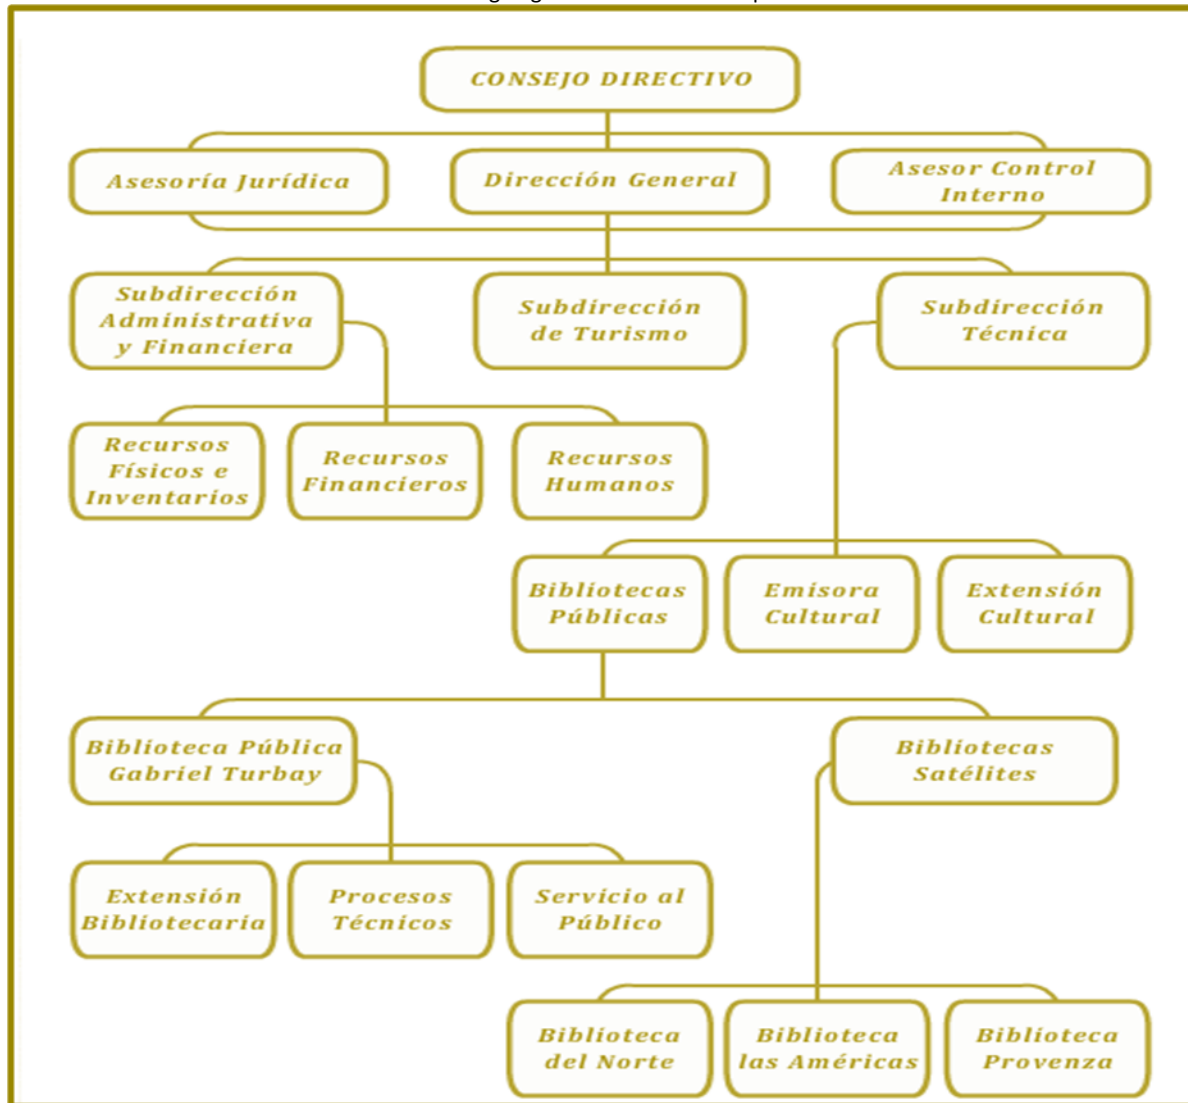 CONSEJO DIRECTIVO
Asesoría Jurídica
Dirección General
Asesor Control
Interno
Subdirección
Administrativa
y Financiera
Subdirección
de Turismo
Subdirección
Técnica
Recursos
Físicos e
Inventarios
Recursos
Financieros
Recursos
Humanos
Bibliotecas
Públicas
Emisora
Cultural
Extensión
Cultural
Biblioteca Pública
Gabriel Turbay
Bibliotecas
Satélites
Extensión
Bibliotecaria
Procesos
Técnicos
Servicio al
Público
Biblioteca
del Norte
Biblioteca
las Américas
Biblioteca
Provenza